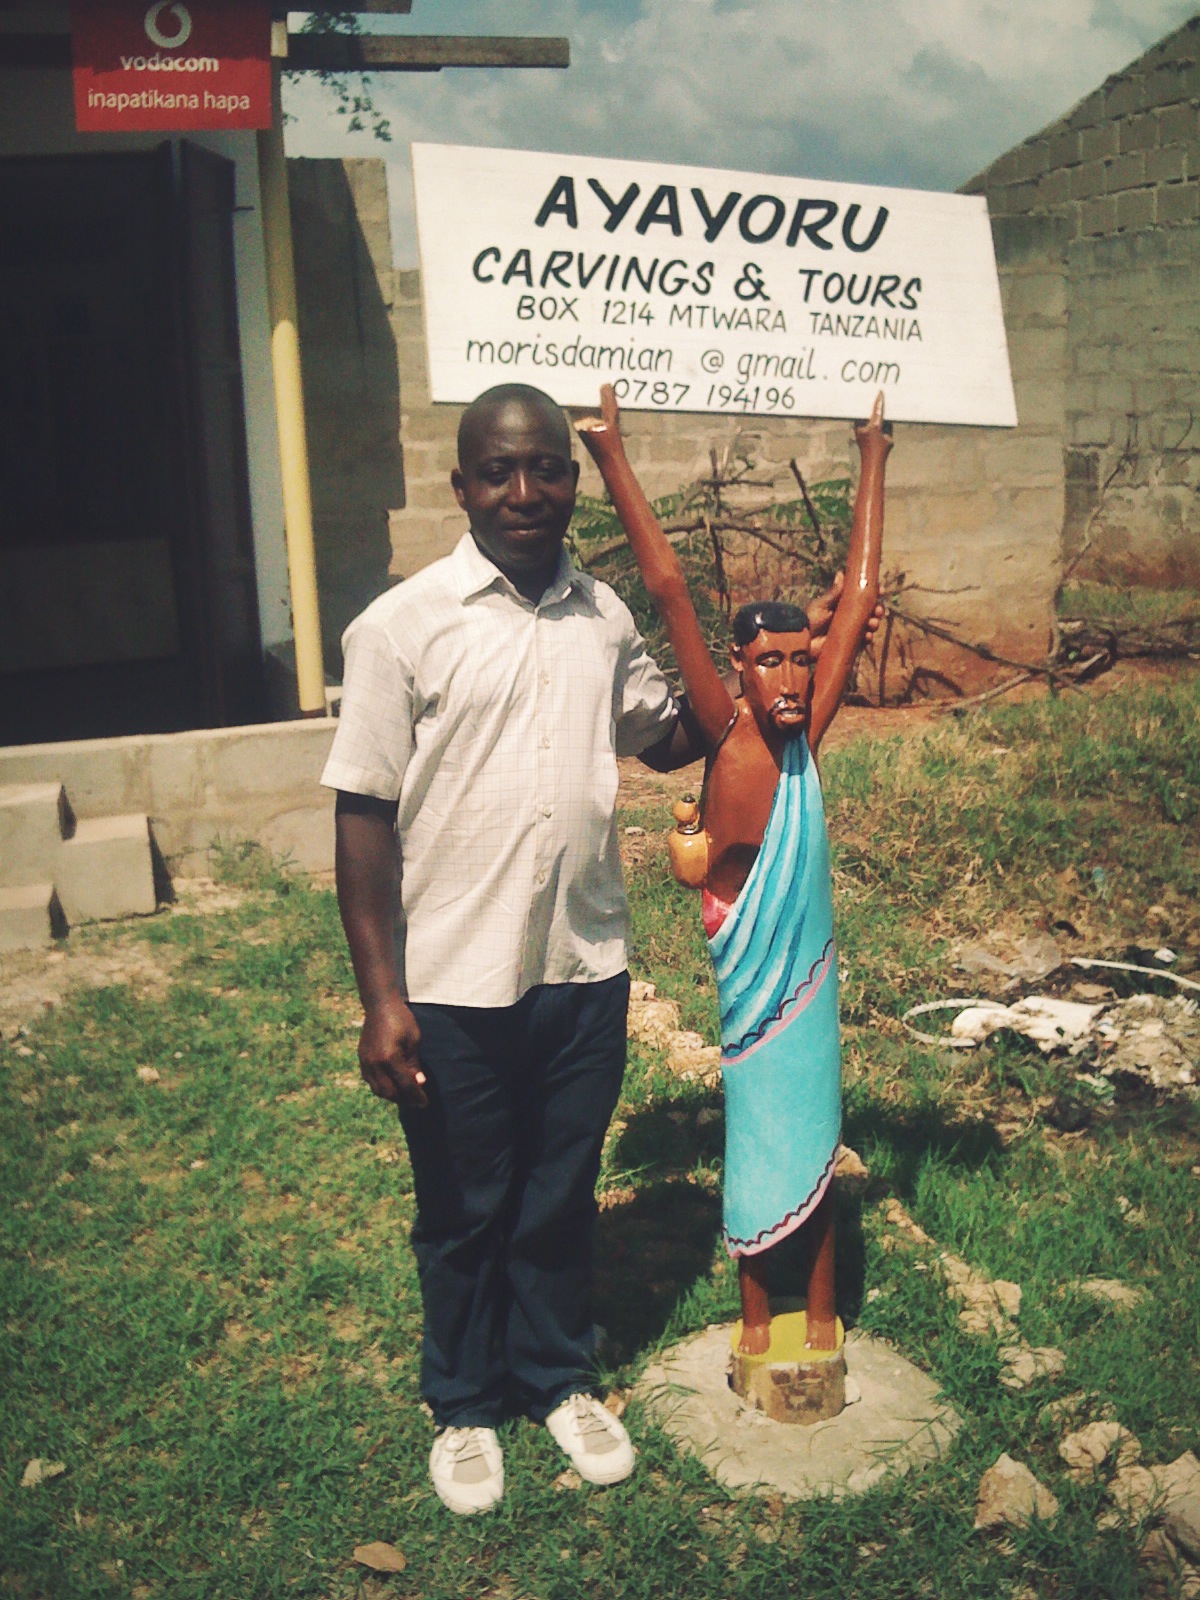 vodacom
inapatikana hapa
AYAYORU
CARVINGS & TOURS
BOX 1214 MTWARA TANZANIA
morisdamian @ gmail. com
0787 194196